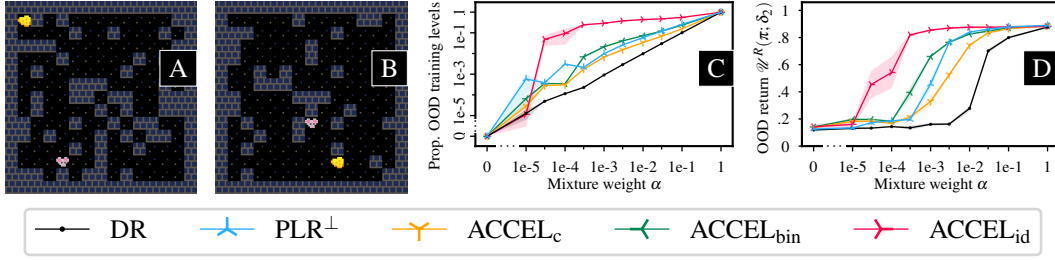 A
B
Prop. OOD training levels
1
1e-1
1e-3
1e-5
0
0 1e-5 1e-4 1e-3 1e-2 1e-1 1
Mixture weight α
C
OOD return 𝒰ᴿ(π; δ₂)
1
.8
.6
.4
.2
0
0 1e-5 1e-4 1e-3 1e-2 1e-1 1
Mixture weight α
D
DR PLR⊥ ACCEL_c ACCEL_bin ACCEL_id